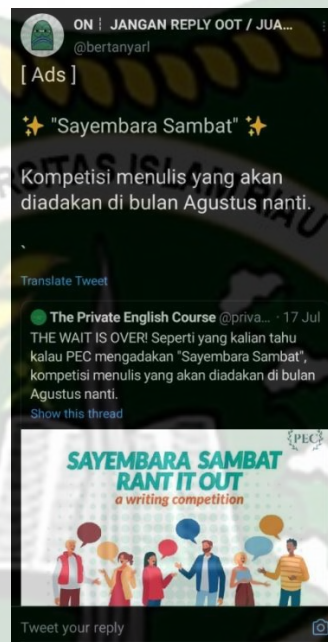 ON ┆ JANGAN REPLY OOT / JUA...
@bertanyarl
[ Ads ]
✨ "Sayembara Sambat" ✨
Kompetisi menulis yang akan
diadakan di bulan Agustus nanti.
`
Translate Tweet
The Private English Course @priva... · 17 Jul
THE WAIT IS OVER! Seperti yang kalian tahu
kalau PEC mengadakan "Sayembara Sambat",
kompetisi menulis yang akan diadakan di bulan
Agustus nanti.
Show this thread
{PEC}
SAYEMBARA SAMBAT
RANT IT OUT
a writing competition
Tweet your reply